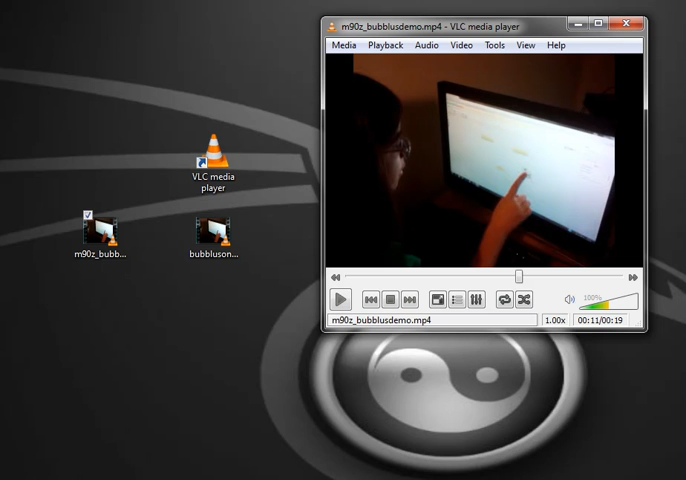 m90z_bubblusdemo.mp4 - VLC media player
Media Playback Audio Video Tools View Help
VLC media
player
m90z_bubb...
bubbluson...
100%
m90z_bubblusdemo.mp4 1.00x 00:11/00:19